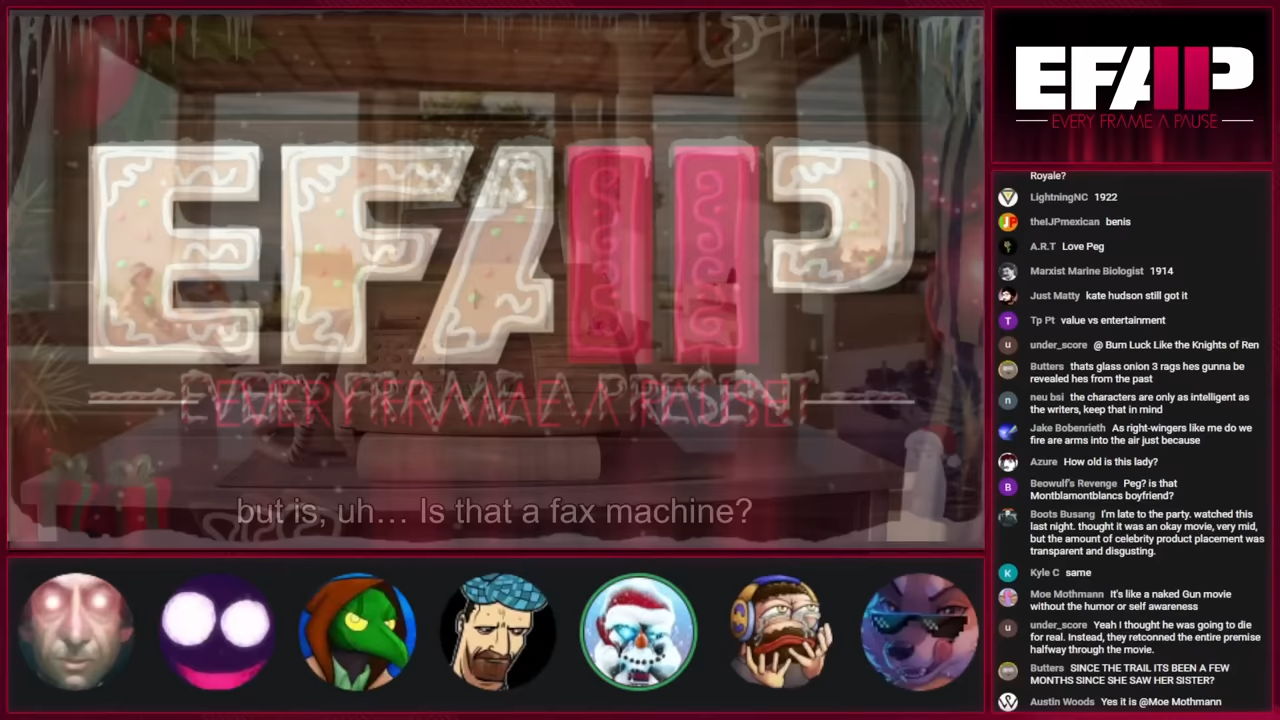 EFAIIP
EVERY FRAME A PAUSE
but is, uh... Is that a fax machine?
EFAIIP
EVERY FRAME A PAUSE
Royale?
LightningNC 1922
theIJPmexican benis
A.R.T Love Peg
Marxist Marine Biologist 1914
Just Matty kate hudson still got it
Tp Pt value vs entertainment
under_score @ Burn Luck Like the Knights of Ren
Butters thats glass onion 3 rags hes gunna be
revealed hes from the past
neu bsi the characters are only as intelligent as
the writers, keep that in mind
Jake Bobenrieth As right-wingers like me do we
fire are arms into the air just because
Azure How old is this lady?
Beowulf's Revenge Peg? is that
Montblamontblancs boyfriend?
Boots Busang I'm late to the party. watched this
last night. thought it was an okay movie, very mid,
but the amount of celebrity product placement was
transparent and disgusting.
Kyle C same
Moe Mothmann It's like a naked Gun movie
without the humor or self awareness
under_score Yeah I thought he was going to die
for real. Instead, they retconned the entire premise
halfway through the movie.
Butters SINCE THE TRAIL ITS BEEN A FEW
MONTHS SINCE SHE SAW HER SISTER?
Austin Woods Yes it is @Moe Mothmann